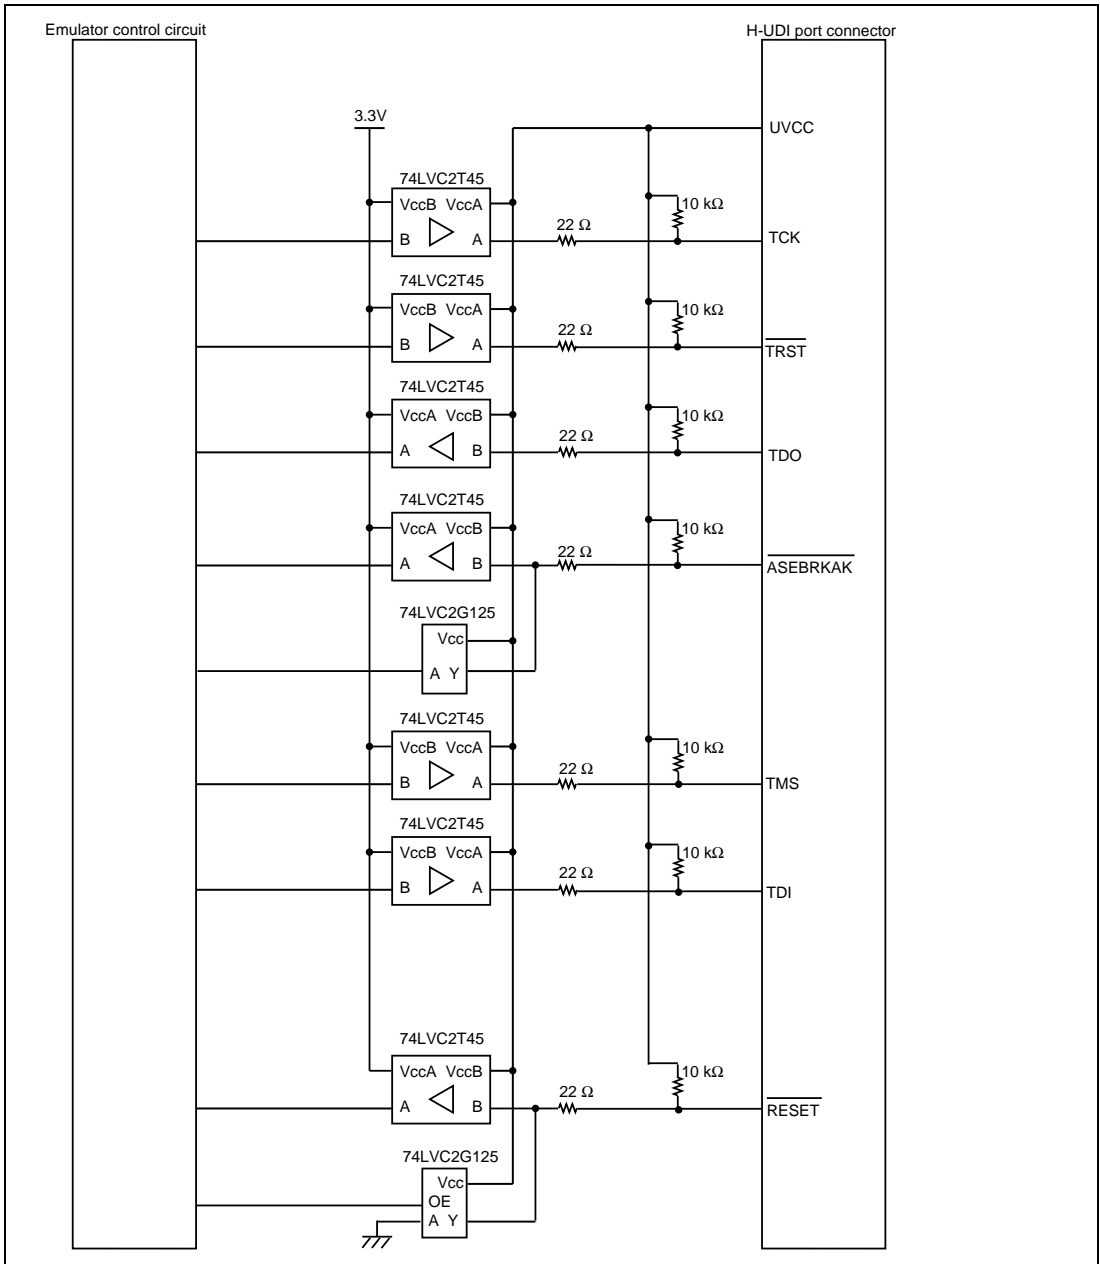 Emulator control circuit
H-UDI port connector
3.3V
UVCC
74LVC2T45
VccB VccA
B A
22 Ω
10 kΩ
TCK
74LVC2T45
VccB VccA
B A
22 Ω
10 kΩ
TRST
74LVC2T45
VccA VccB
A B
22 Ω
10 kΩ
TDO
74LVC2T45
VccA VccB
A B
22 Ω
10 kΩ
ASEBRKAK
74LVC2G125
Vcc
A Y
74LVC2T45
VccB VccA
B A
22 Ω
10 kΩ
TMS
74LVC2T45
VccB VccA
B A
22 Ω
10 kΩ
TDI
74LVC2T45
VccA VccB
A B
22 Ω
10 kΩ
RESET
74LVC2G125
Vcc
OE
A Y